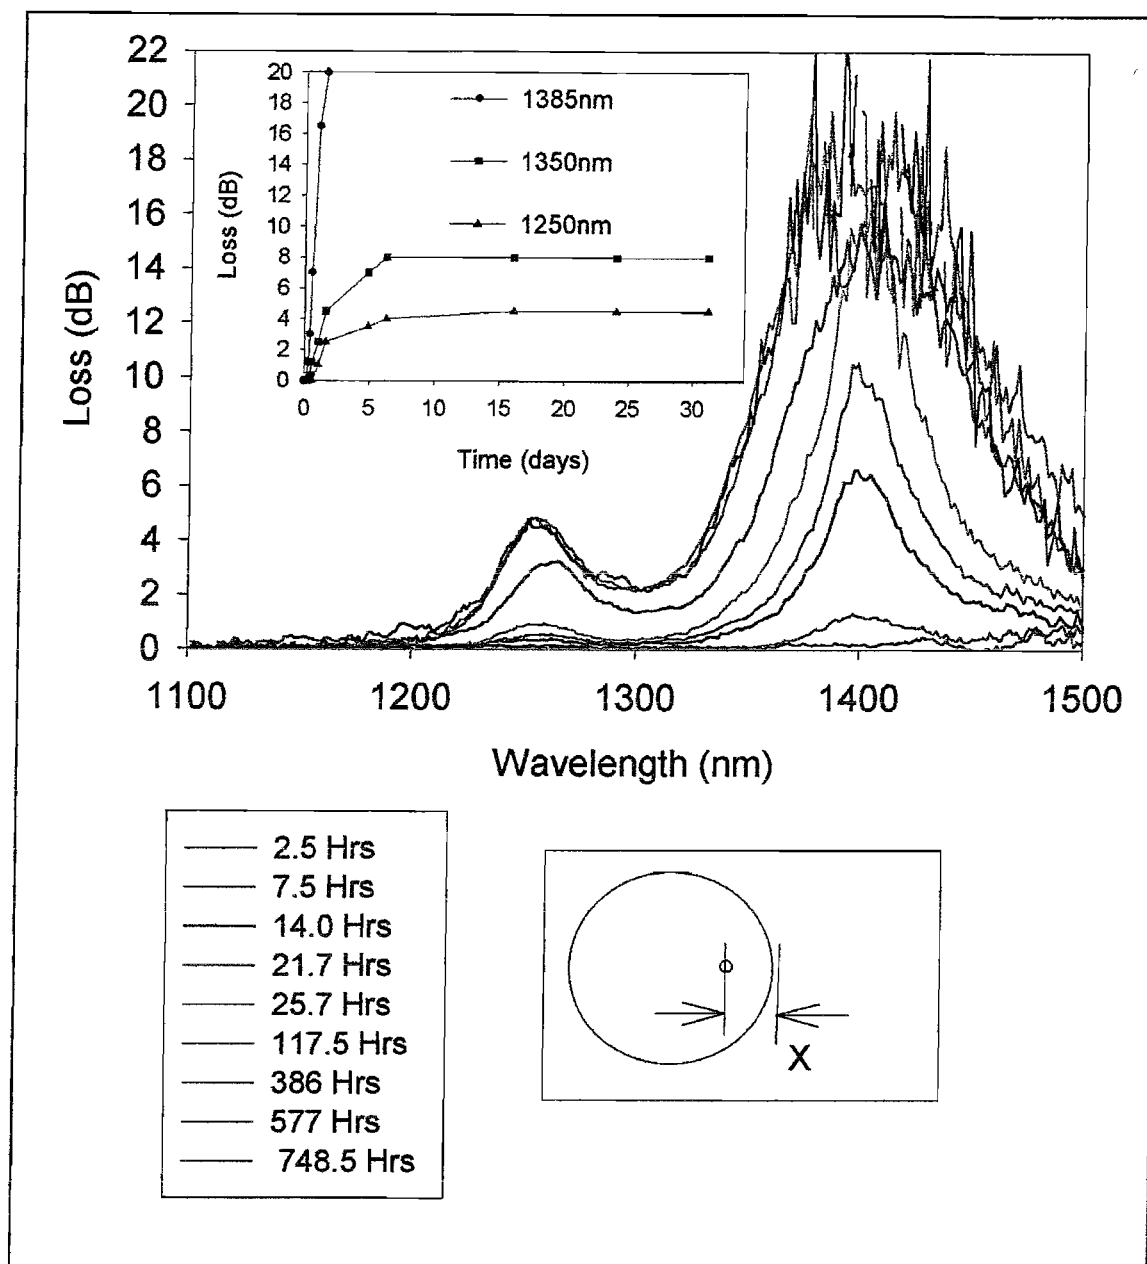 22
20
18
16
14
12
10
8
6
4
2
0
Loss (dB)
1100 1200 1300 1400 1500
Wavelength (nm)
20
18
16
14
12
10
8
6
4
2
0
Loss (dB)
0 5 10 15 20 25 30
Time (days)
1385nm
1350nm
1250nm
2.5 Hrs
7.5 Hrs
14.0 Hrs
21.7 Hrs
25.7 Hrs
117.5 Hrs
386 Hrs
577 Hrs
748.5 Hrs
X